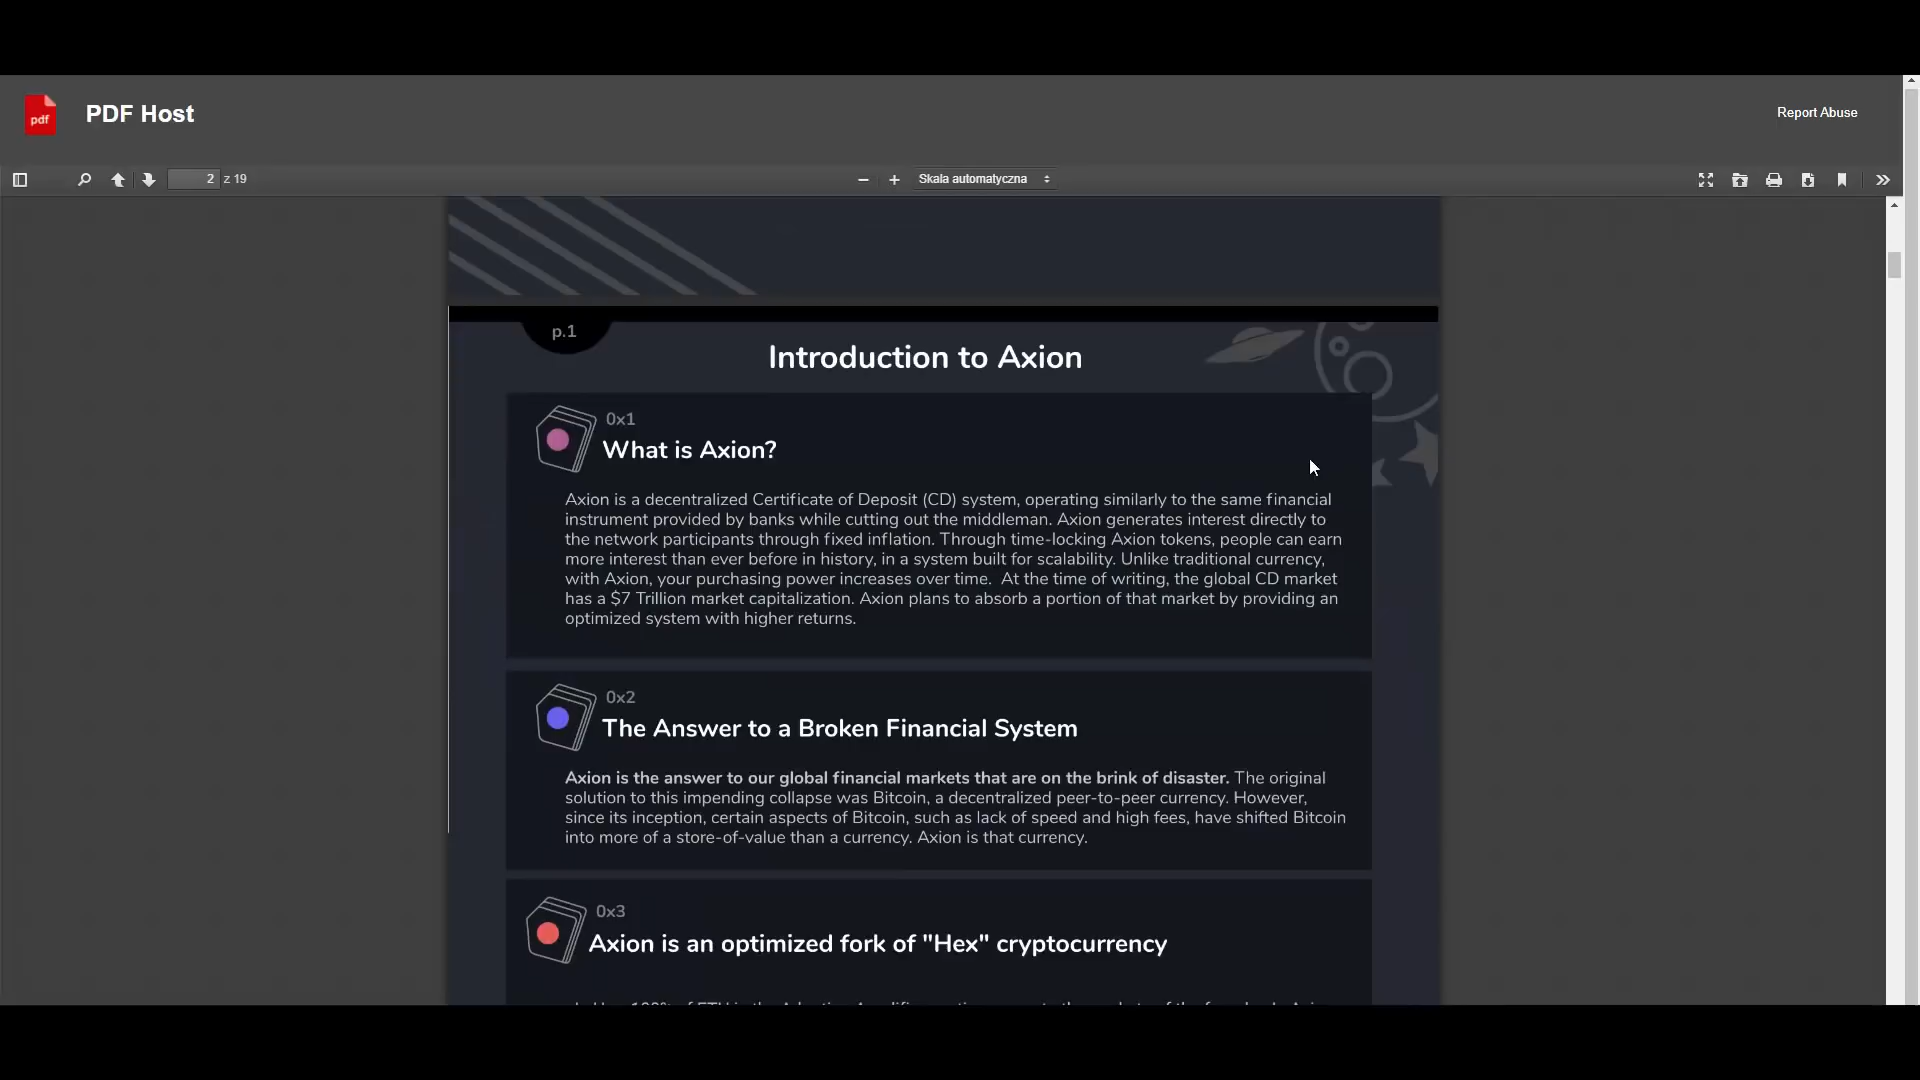 pdf
PDF Host
Report Abuse
2 z 19
Skala automatyczna
p.1
Introduction to Axion
0x1
What is Axion?
Axion is a decentralized Certificate of Deposit (CD) system, operating similarly to the same financial
instrument provided by banks while cutting out the middleman. Axion generates interest directly to
the network participants through fixed inflation. Through time-locking Axion tokens, people can earn
more interest than ever before in history, in a system built for scalability. Unlike traditional currency,
with Axion, your purchasing power increases over time. At the time of writing, the global CD market
has a $7 Trillion market capitalization. Axion plans to absorb a portion of that market by providing an
optimized system with higher returns.
0x2
The Answer to a Broken Financial System
Axion is the answer to our global financial markets that are on the brink of disaster. The original
solution to this impending collapse was Bitcoin, a decentralized peer-to-peer currency. However,
since its inception, certain aspects of Bitcoin, such as lack of speed and high fees, have shifted Bitcoin
into more of a store-of-value than a currency. Axion is that currency.
0x3
Axion is an optimized fork of "Hex" cryptocurrency